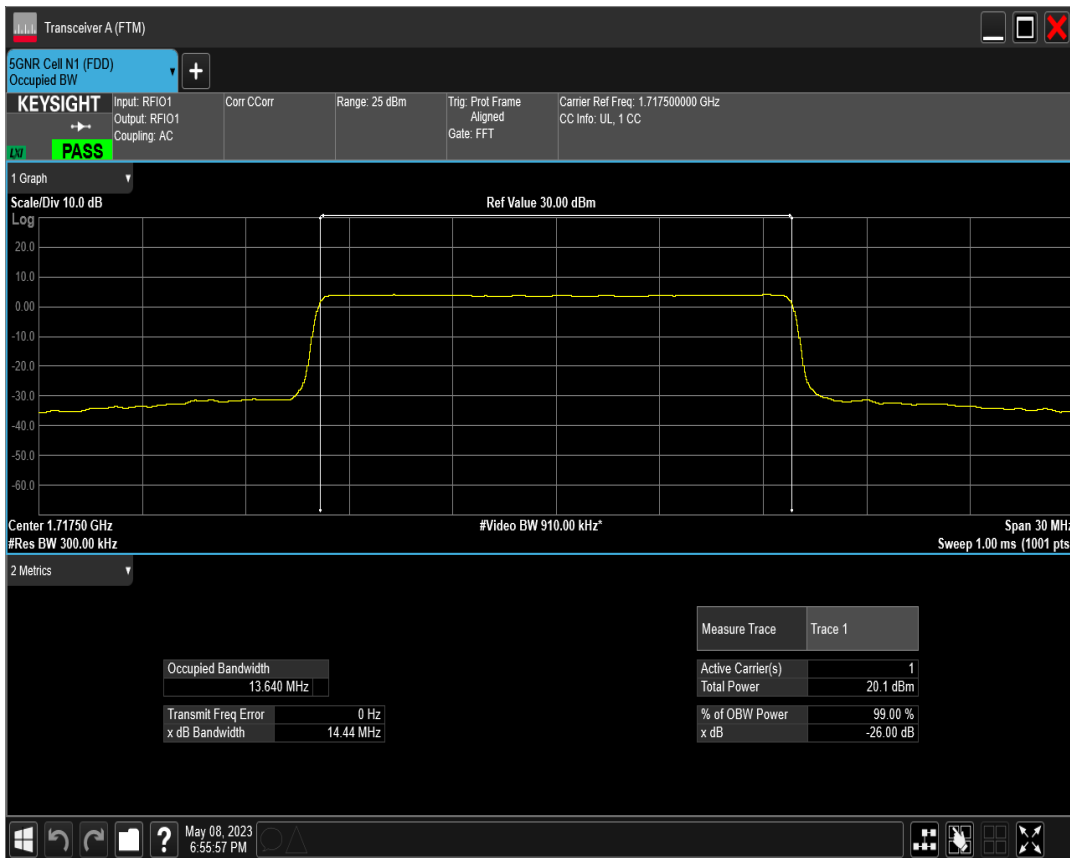 Transceiver A (FTM)
5GNR Cell N1 (FDD)
Occupied BW
+
KEYSIGHT
LXI
PASS
Input: RFIO1
Output: RFIO1
Coupling: AC
Corr CCorr
Range: 25 dBm
Trig: Prot Frame
Aligned
Gate: FFT
Carrier Ref Freq: 1.717500000 GHz
CC Info: UL, 1 CC
1 Graph
Scale/Div 10.0 dB
Ref Value 30.00 dBm
Log
20.0
10.0
0.00
-10.0
-20.0
-30.0
-40.0
-50.0
-60.0
Center 1.71750 GHz
#Video BW 910.00 kHz*
Span 30 MHz
#Res BW 300.00 kHz
Sweep 1.00 ms (1001 pts
2 Metrics
Measure Trace Trace 1
Occupied Bandwidth
13.640 MHz
Active Carrier(s) 1
Total Power 20.1 dBm
Transmit Freq Error 0 Hz
x dB Bandwidth 14.44 MHz
% of OBW Power 99.00 %
x dB -26.00 dB
?
May 08, 2023
6:55:57 PM